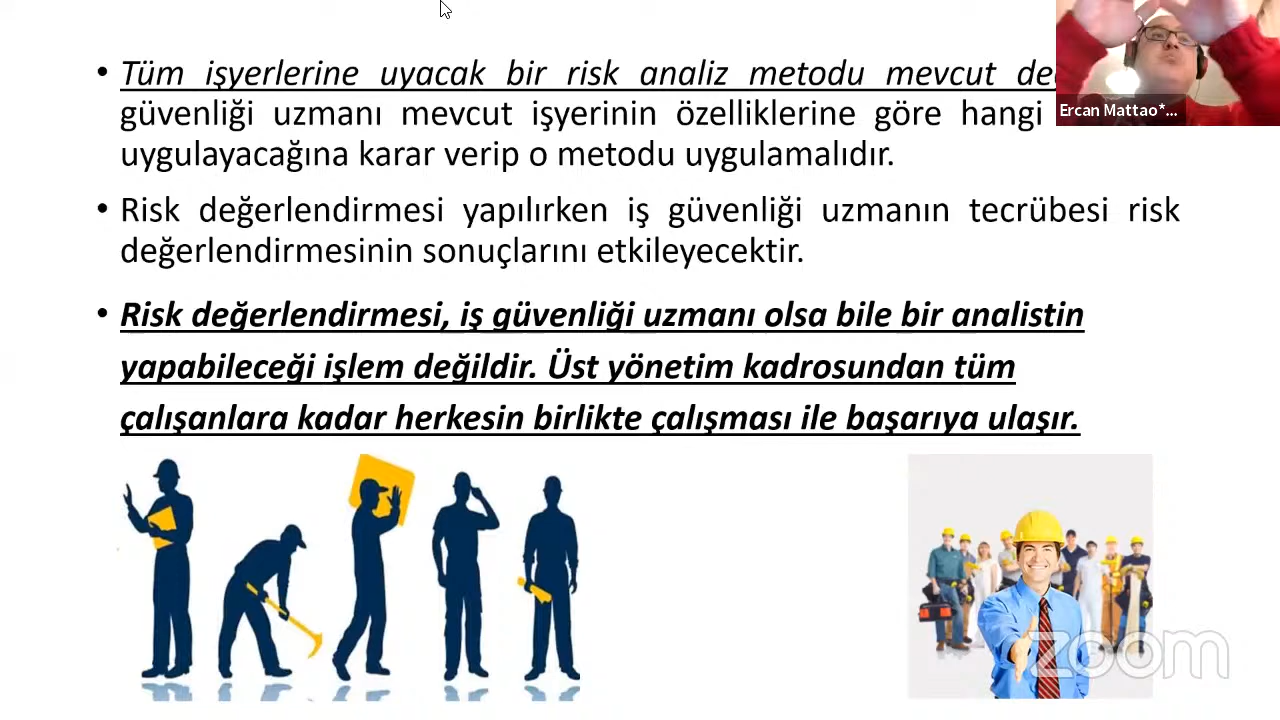 • Tüm işyerlerine uyacak bir risk analiz metodu mevcut
güvenliği uzmanı mevcut işyerinin özelliklerine göre hangi
uygulayacağına karar verip o metodu uygulamalıdır.
• Risk değerlendirmesi yapılırken iş güvenliği uzmanın tecrübesi risk
değerlendirmesinin sonuçlarını etkileyecektir.
• Risk değerlendirmesi, iş güvenliği uzmanı olsa bile bir analistin
yapabileceği işlem değildir. Üst yönetim kadrosundan tüm
çalışanlara kadar herkesin birlikte çalışması ile başarıya ulaşır.
Ercan Mattao*...
zoom